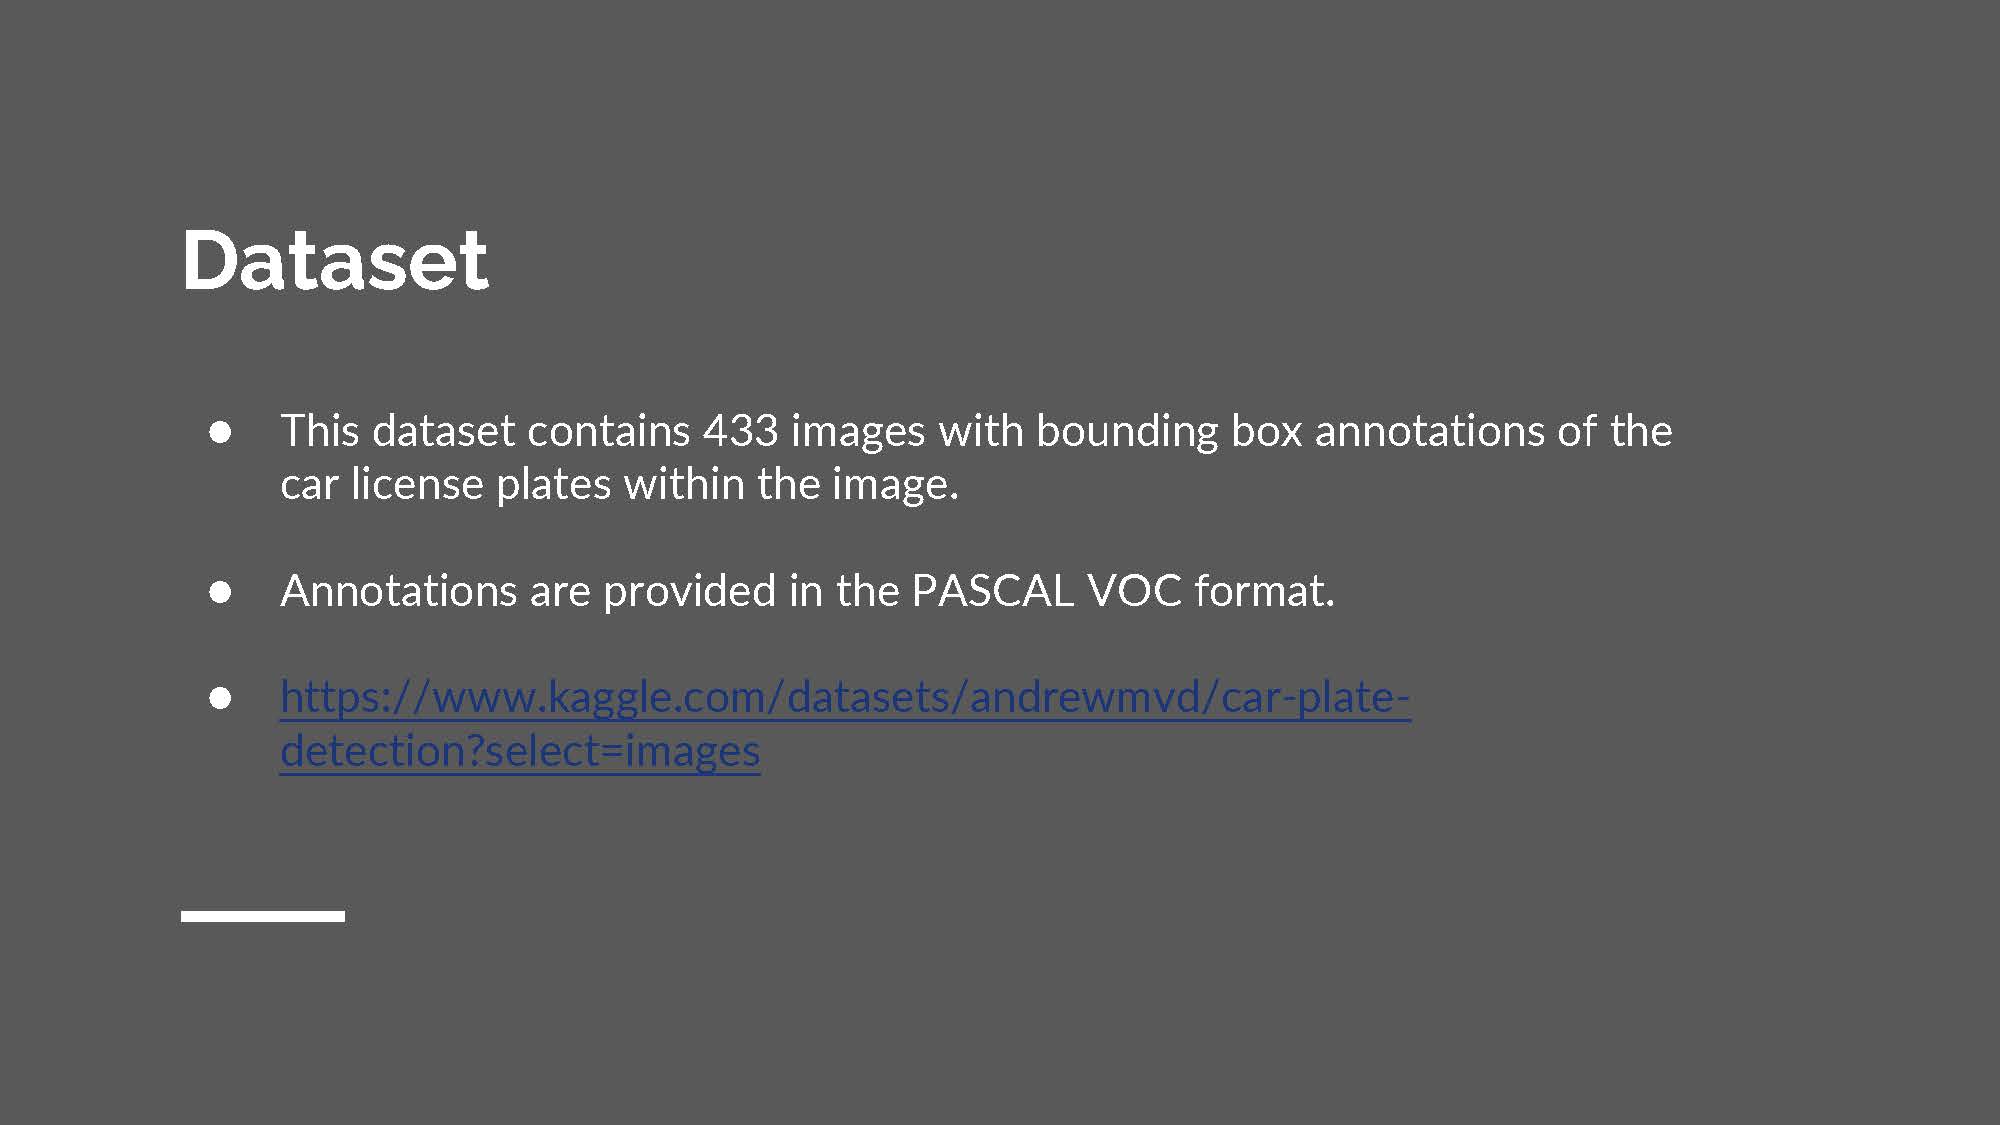 Dataset
● This dataset contains 433 images with bounding box annotations of the
car license plates within the image.
● Annotations are provided in the PASCAL VOC format.
● https://www.kaggle.com/datasets/andrewmvd/car-plate-
detection?select=images